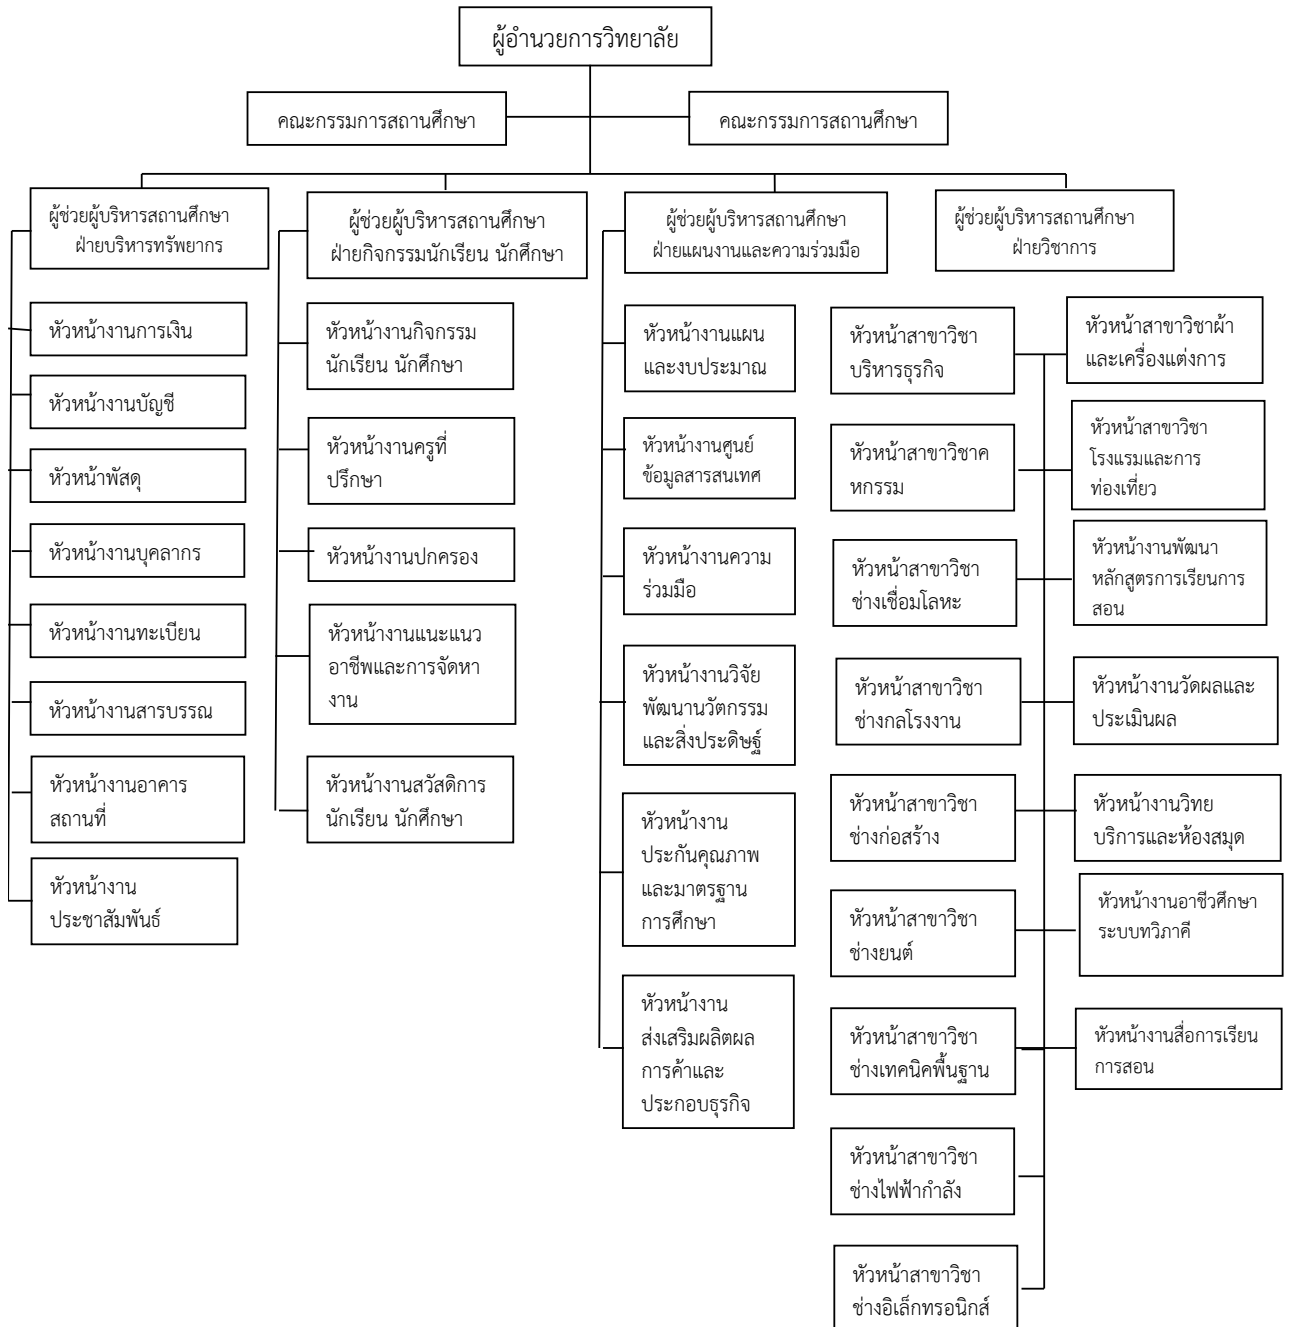 ผู้อำนวยการวิทยาลัย
คณะกรรมการสถานศึกษา
คณะกรรมการสถานศึกษา
ผู้ช่วยผู้บริหารสถานศึกษา
ฝ่ายบริหารทรัพยากร
หัวหน้างานการเงิน
หัวหน้างานบัญชี
หัวหน้าพัสดุ
หัวหน้างานบุคลากร
หัวหน้างานทะเบียน
หัวหน้างานสารบรรณ
หัวหน้างานอาคาร
สถานที่
หัวหน้างาน
ประชาสัมพันธ์
ผู้ช่วยผู้บริหารสถานศึกษา
ฝ่ายกิจกรรมนักเรียน นักศึกษา
หัวหน้างานกิจกรรม
นักเรียน นักศึกษา
หัวหน้างานครูที่
ปรึกษา
หัวหน้างานปกครอง
หัวหน้างานแนะแนว
อาชีพและการจัดหา
งาน
หัวหน้างานสวัสดิการ
นักเรียน นักศึกษา
ผู้ช่วยผู้บริหารสถานศึกษา
ฝ่ายแผนงานและความร่วมมือ
หัวหน้างานแผน
และงบประมาณ
หัวหน้างานศูนย์
ข้อมูลสารสนเทศ
หัวหน้างานความ
ร่วมมือ
หัวหน้างานวิจัย
พัฒนานวัตกรรม
และสิ่งประดิษฐ์
หัวหน้างาน
ประกันคุณภาพ
และมาตรฐาน
การศึกษา
หัวหน้างาน
ส่งเสริมผลิตผล
การค้าและ
ประกอบธุรกิจ
ผู้ช่วยผู้บริหารสถานศึกษา
ฝ่ายวิชาการ
หัวหน้าสาขาวิชา
บริหารธุรกิจ
หัวหน้าสาขาวิชาค
หกรรม
หัวหน้าสาขาวิชา
ช่างเชื่อมโลหะ
หัวหน้าสาขาวิชา
ช่างกลโรงงาน
หัวหน้าสาขาวิชา
ช่างก่อสร้าง
หัวหน้าสาขาวิชา
ช่างยนต์
หัวหน้าสาขาวิชา
ช่างเทคนิคพื้นฐาน
หัวหน้าสาขาวิชา
ช่างไฟฟ้ากำลัง
หัวหน้าสาขาวิชา
ช่างอิเล็กทรอนิกส์
หัวหน้าสาขาวิชาผ้า
และเครื่องแต่งการ
หัวหน้าสาขาวิชา
โรงแรมและการ
ท่องเที่ยว
หัวหน้างานพัฒนา
หลักสูตรการเรียนการ
สอน
หัวหน้างานวัดผลและ
ประเมินผล
หัวหน้างานวิทย
บริการและห้องสมุด
หัวหน้างานอาชีวศึกษา
ระบบทวิภาคี
หัวหน้างานสื่อการเรียน
การสอน